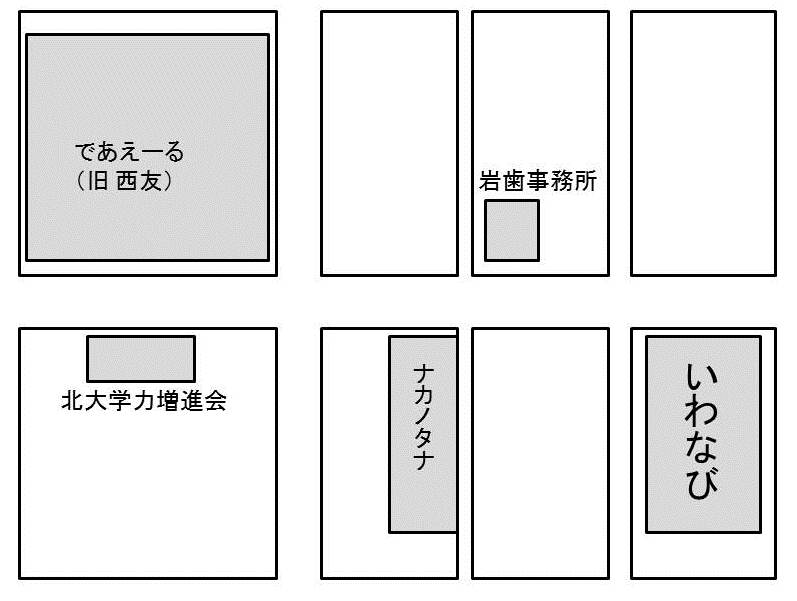 であえーる
（旧 西友）
岩歯事務所
北大学力増進会
ナカノタナ
いわなび